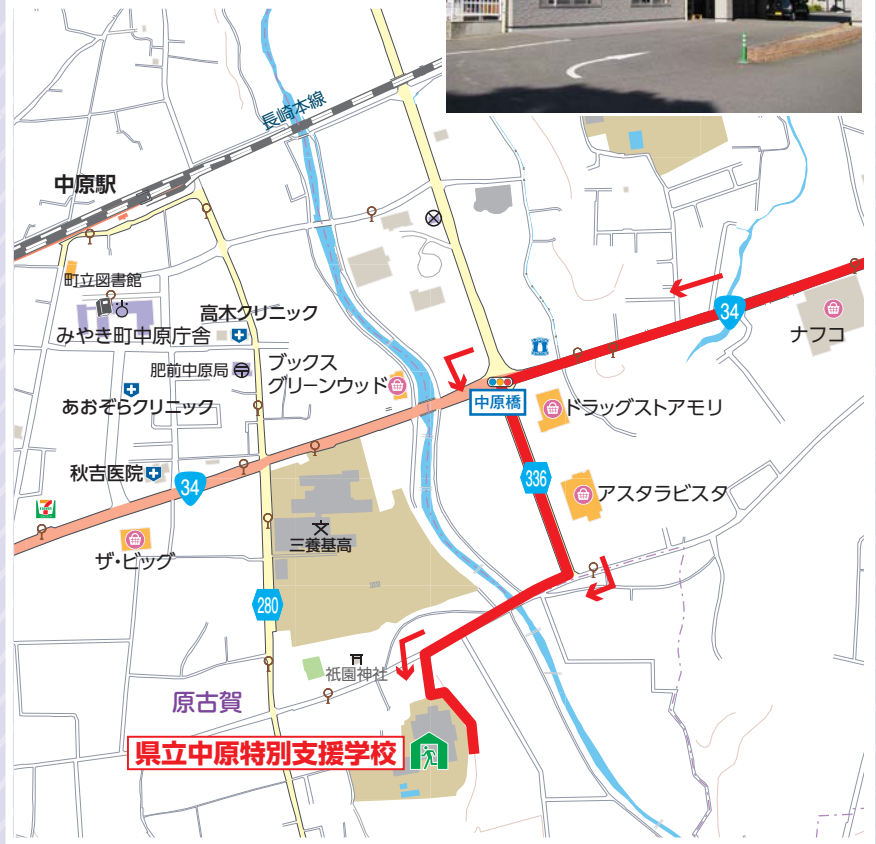 長崎本線
中原駅
町立図書館
高木クリニック
みやき町中原庁舎
34
ナフコ
肥前中原局
ブックス
グリーンウッド
中原橋
ドラッグストアモリ
あおぞらクリニック
秋吉医院
34
336
アスタラビスタ
三養基高
ザ・ビッグ
280
祇園神社
原古賀
県立中原特別支援学校